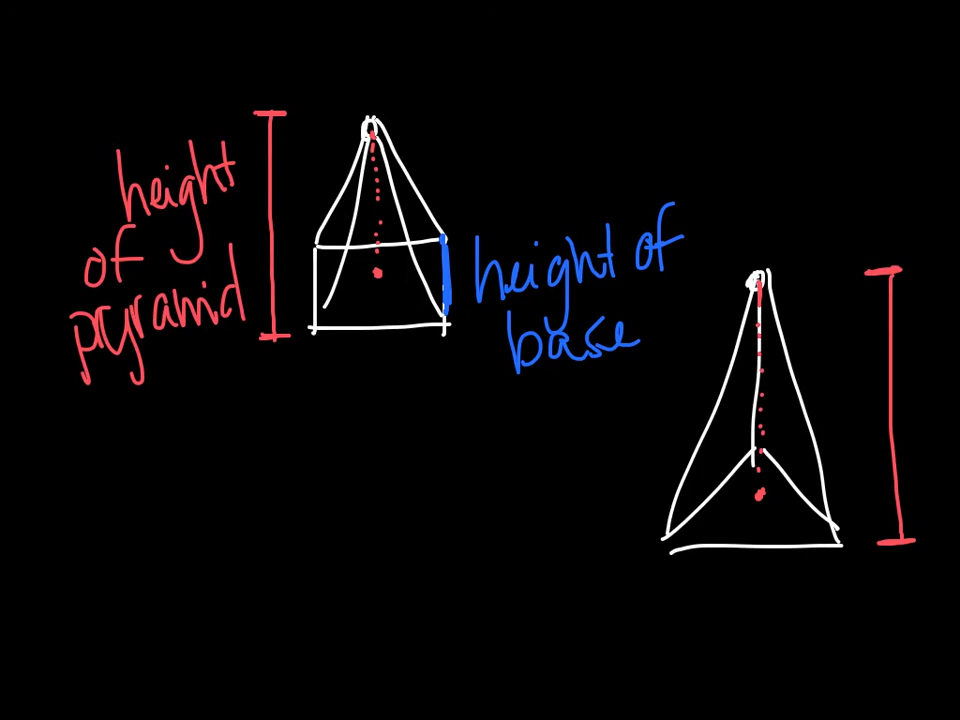 height
of
pyramid
height of
base